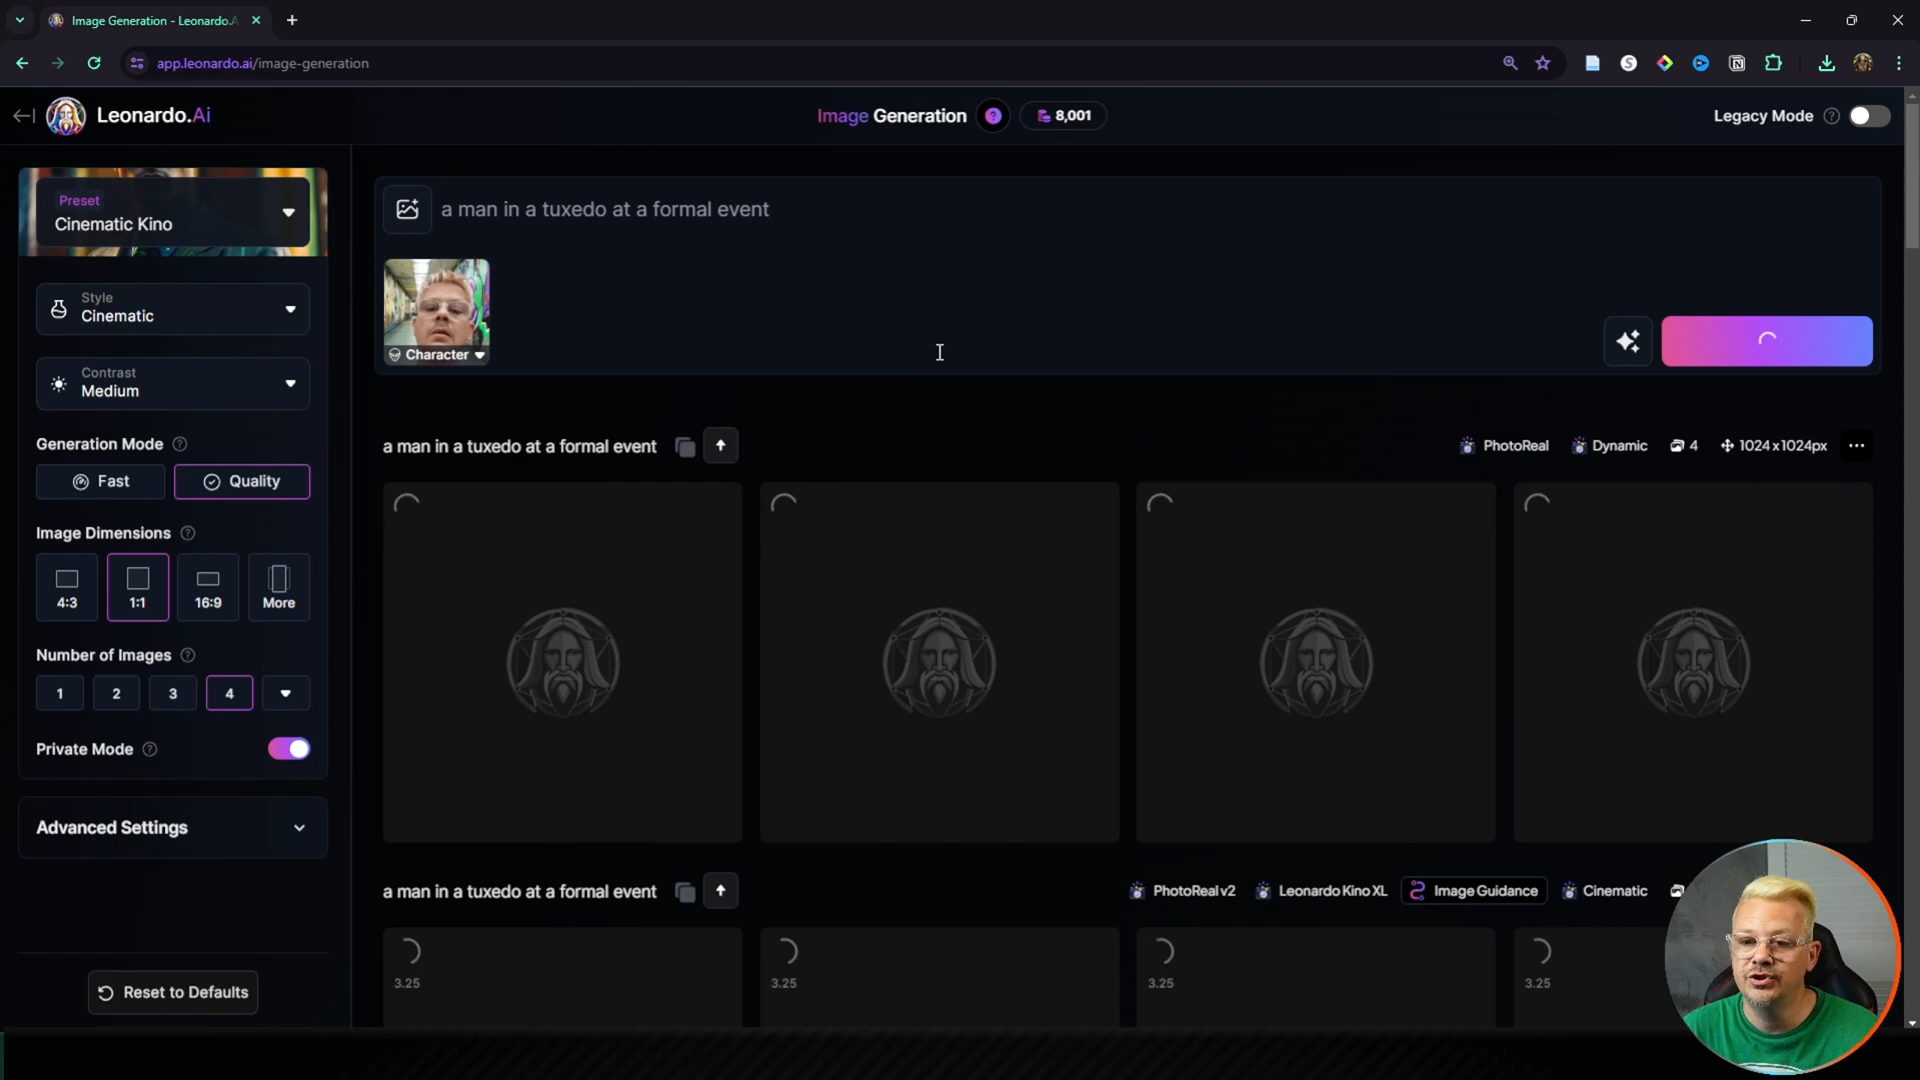 Image Generation - Leonardo.A
app.leonardo.ai/image-generation
Leonardo.Ai
Image Generation
8,001
Legacy Mode
Preset
Cinematic Kino
a man in a tuxedo at a formal event
Character
Style
Cinematic
Contrast
Medium
Generation Mode
Fast
Quality
Image Dimensions
4:3
1:1
16:9
More
Number of Images
1
2
3
4
Private Mode
Advanced Settings
Reset to Defaults
a man in a tuxedo at a formal event
PhotoReal
Dynamic
4
1024x1024px
a man in a tuxedo at a formal event
PhotoReal v2
Leonardo Kino XL
Image Guidance
Cinematic
3.25
3.25
3.25
3.25